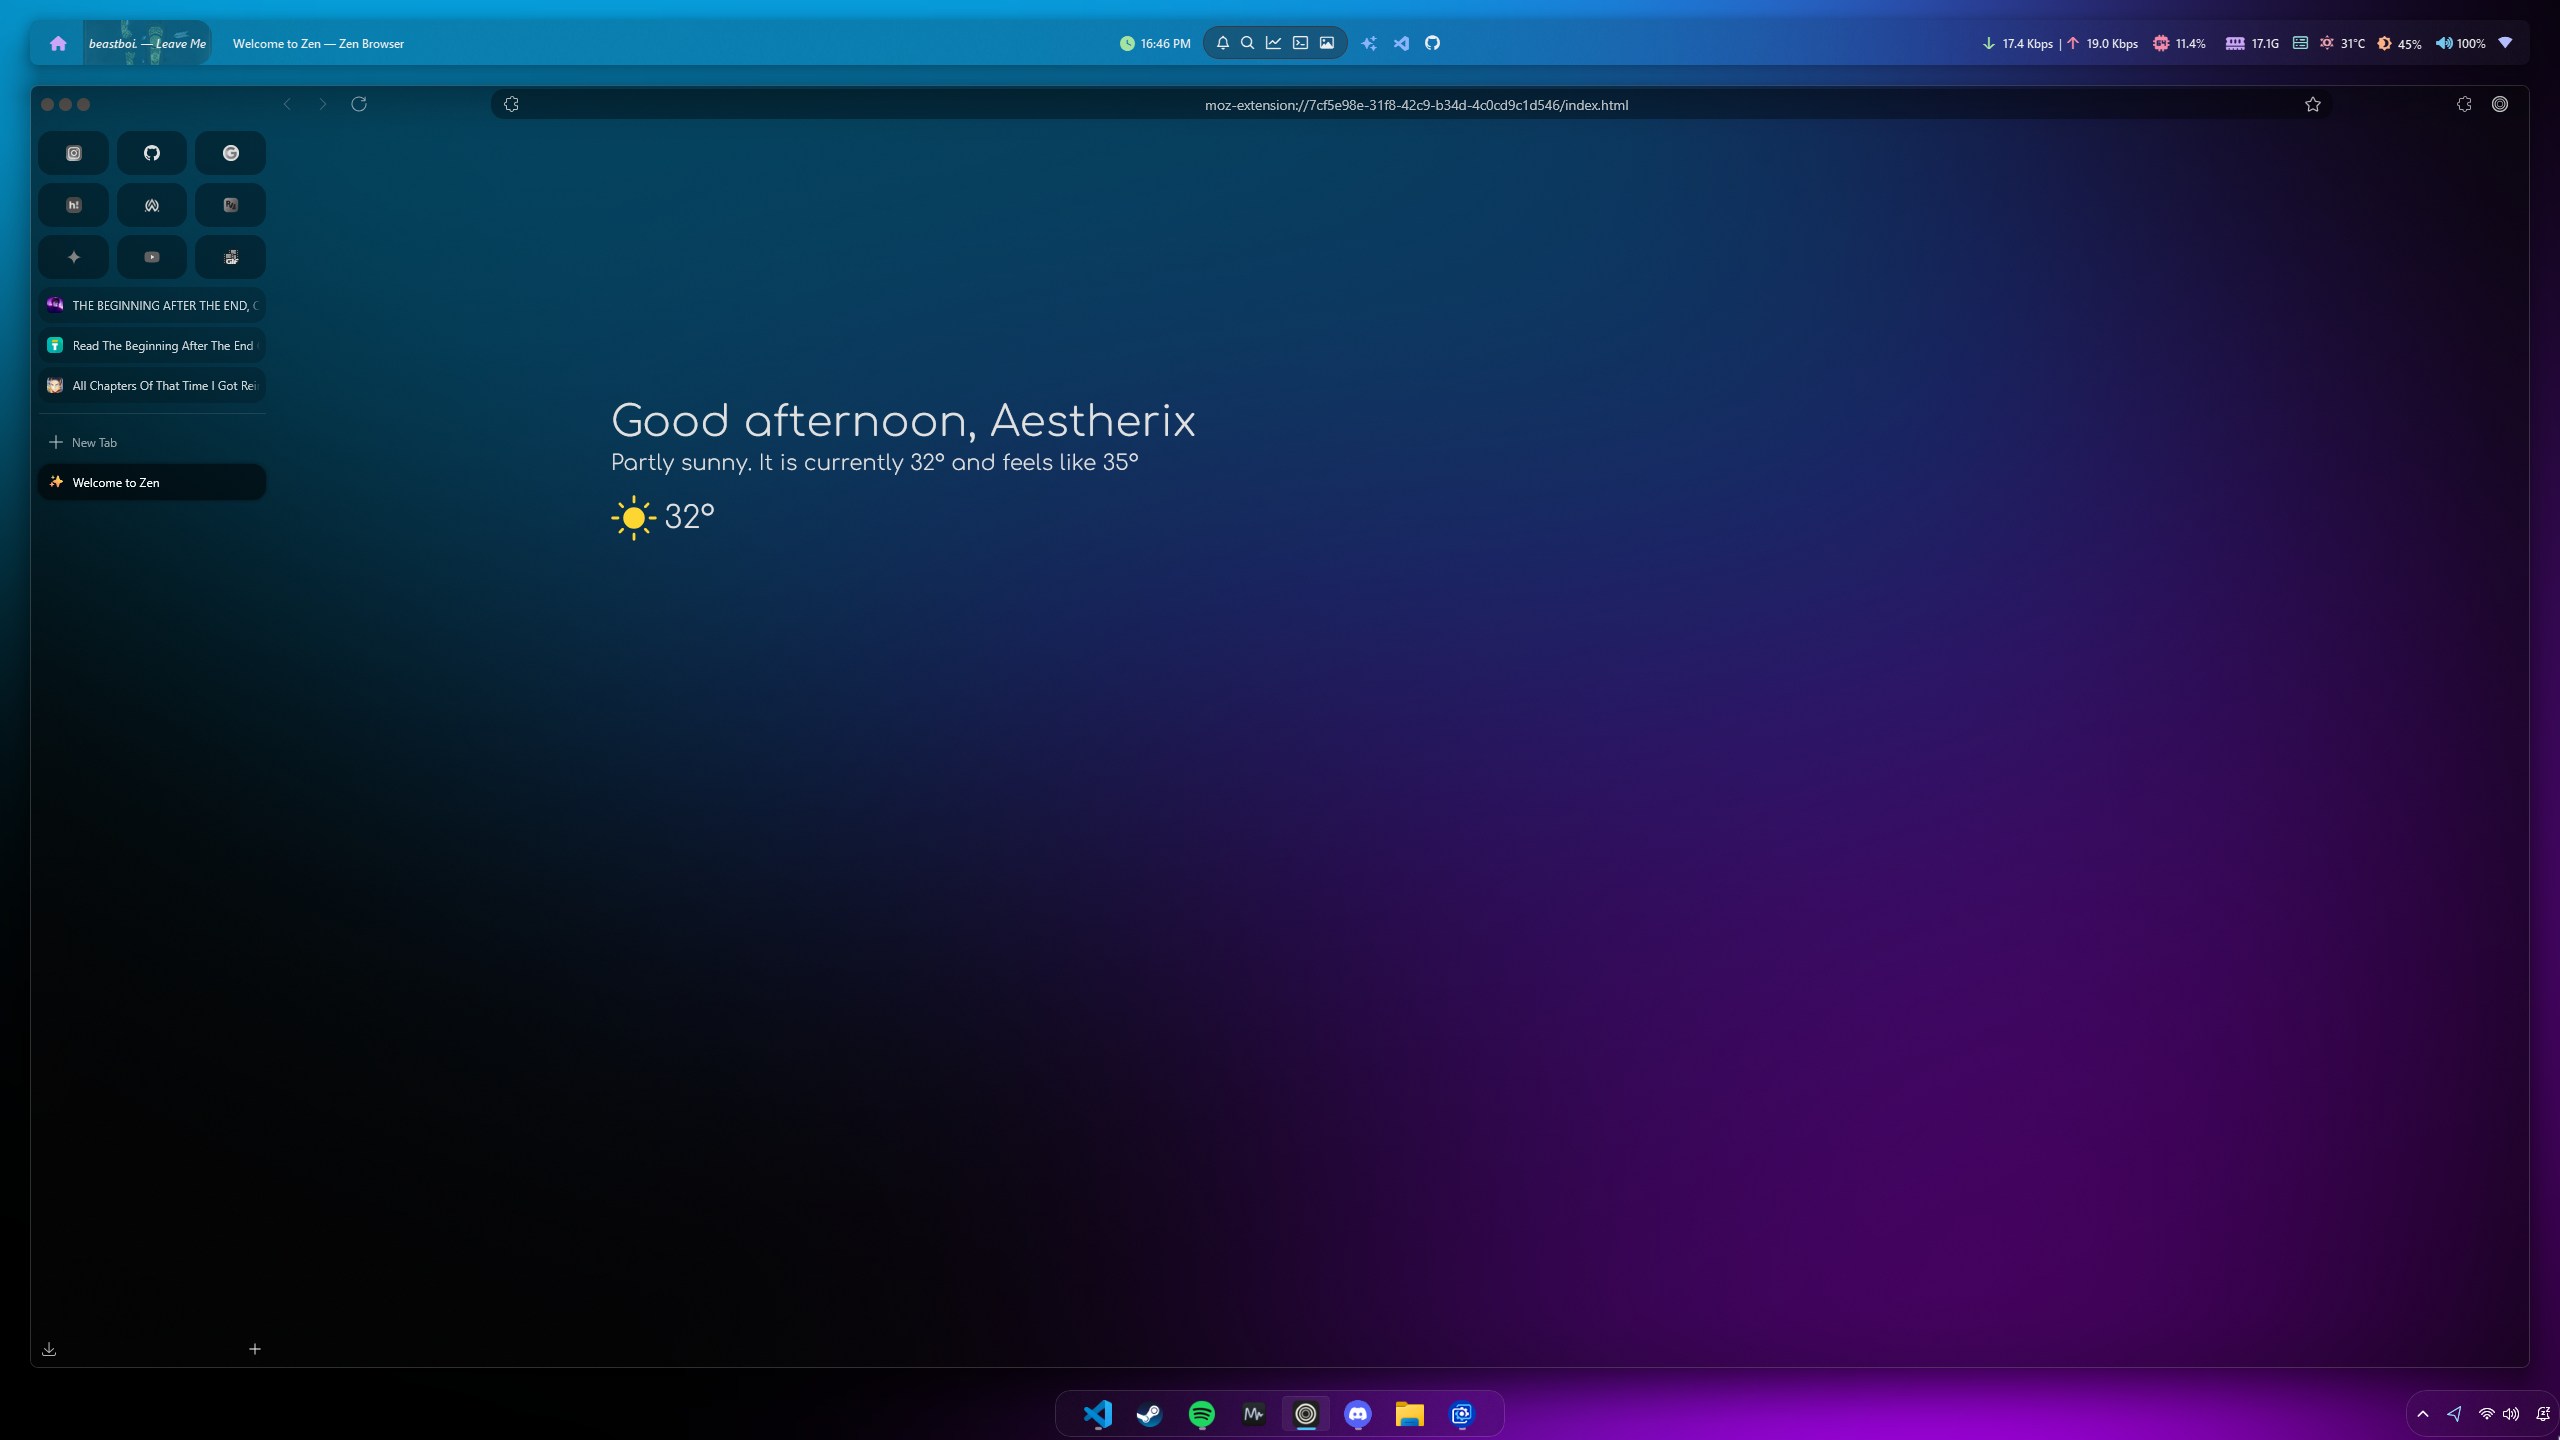 beastboi. — Leave Me
Welcome to Zen — Zen Browser
16:46 PM
17.4 Kbps | 19.0 Kbps
11.4%
17.1G
31°C
45%
100%
moz-extension://7cf5e98e-31f8-42c9-b34d-4c0cd9c1d546/index.html
THE BEGINNING AFTER THE END, C
Read The Beginning After The End
All Chapters Of That Time I Got Rei
New Tab
Welcome to Zen
Good afternoon, Aestherix
Partly sunny. It is currently 32° and feels like 35°
32°